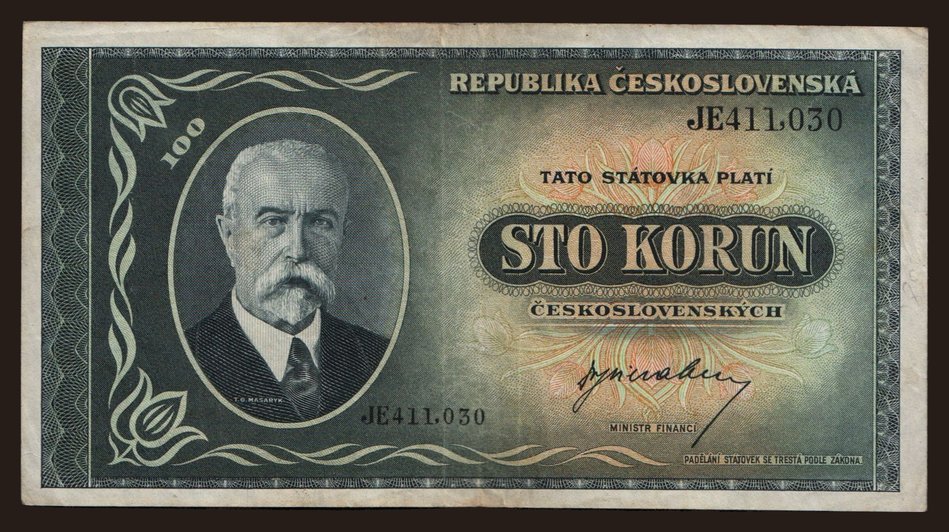 REPUBLIKA ČESKOSLOVENSKÁ
JE411,030
100
TATO STÁTOVKA PLATÍ
STO KORUN
ČESKOSLOVENSKÝCH
T. G. MASARYK
JE411,030
MINISTR FINANCÍ
PADĚLÁNÍ STATOVEK SE TRESTÁ PODLE ZÁKONA.